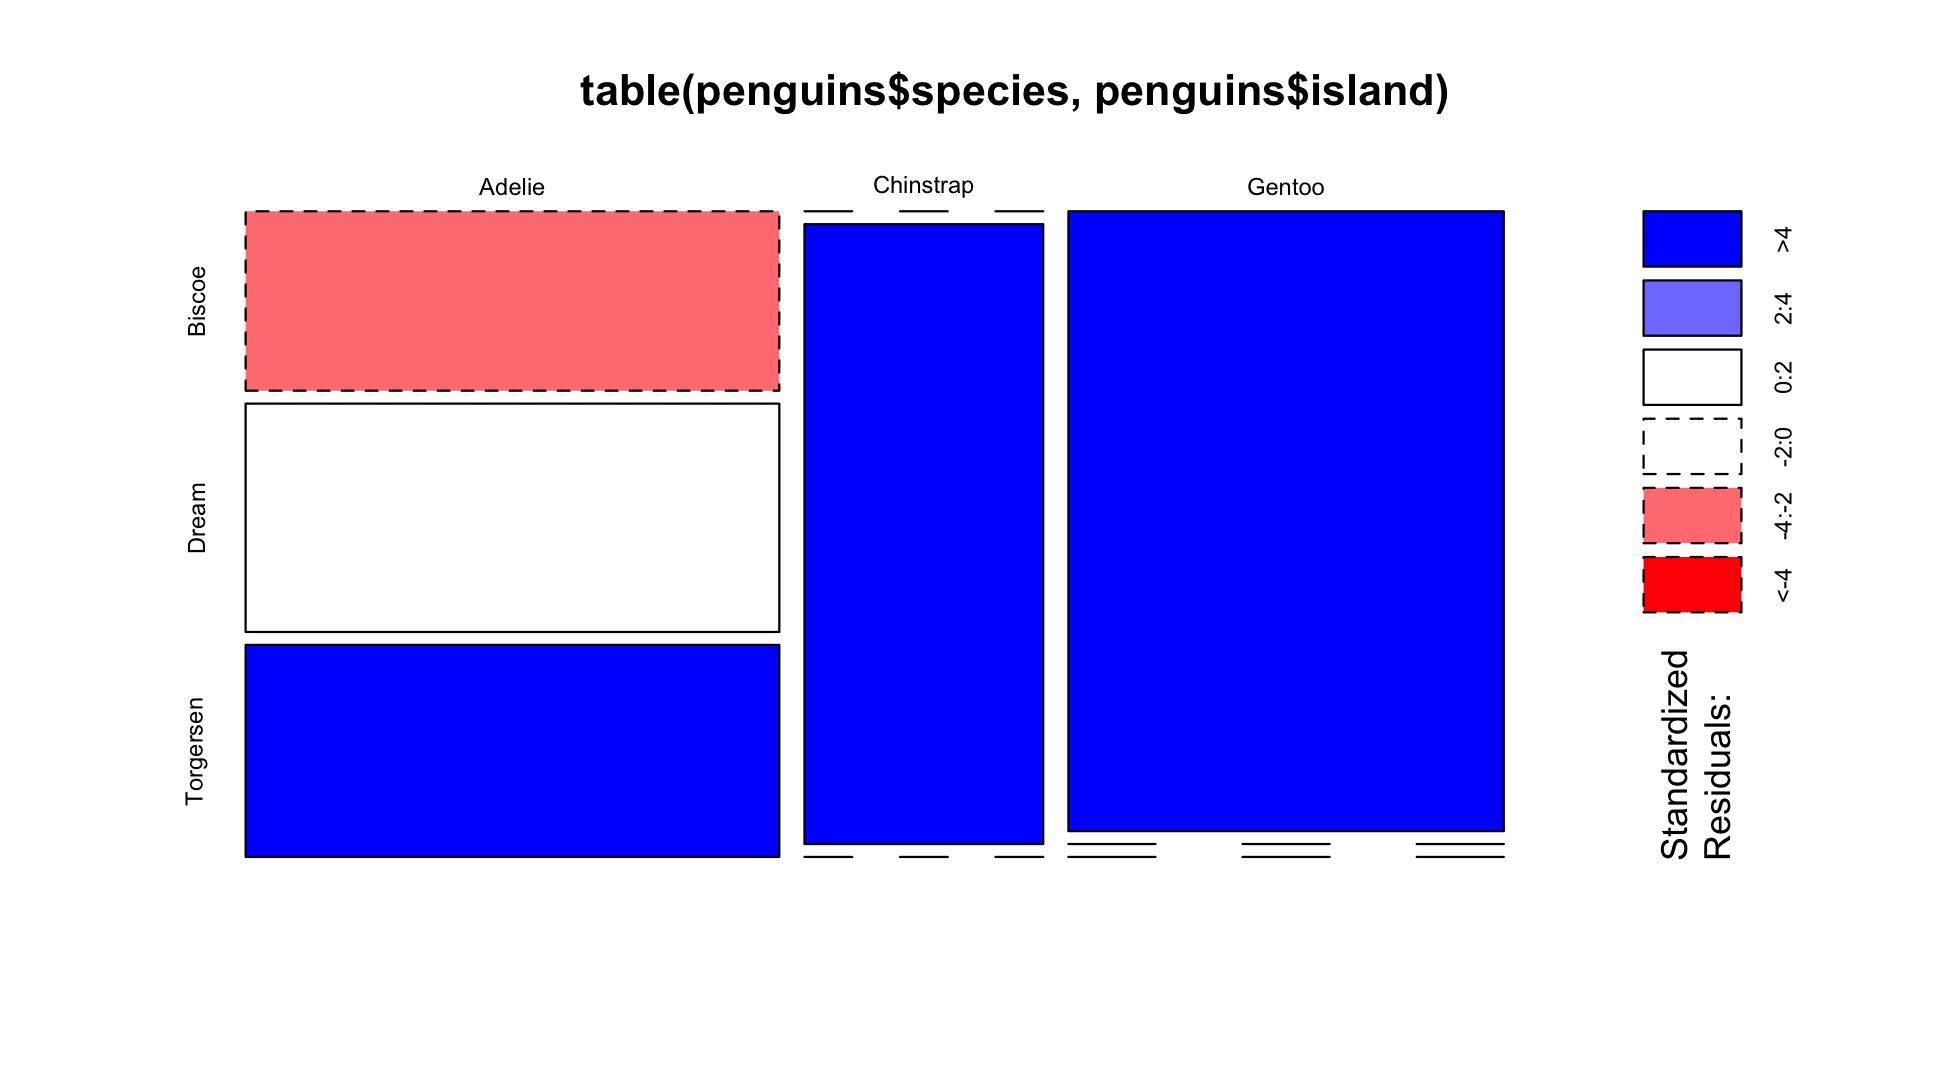 table(penguins$species, penguins$island)
Adelie
Chinstrap
Gentoo
Biscoe
Dream
Torgersen
>4
2:4
0:2
-2:0
-4:-2
<-4
Standardized
Residuals: